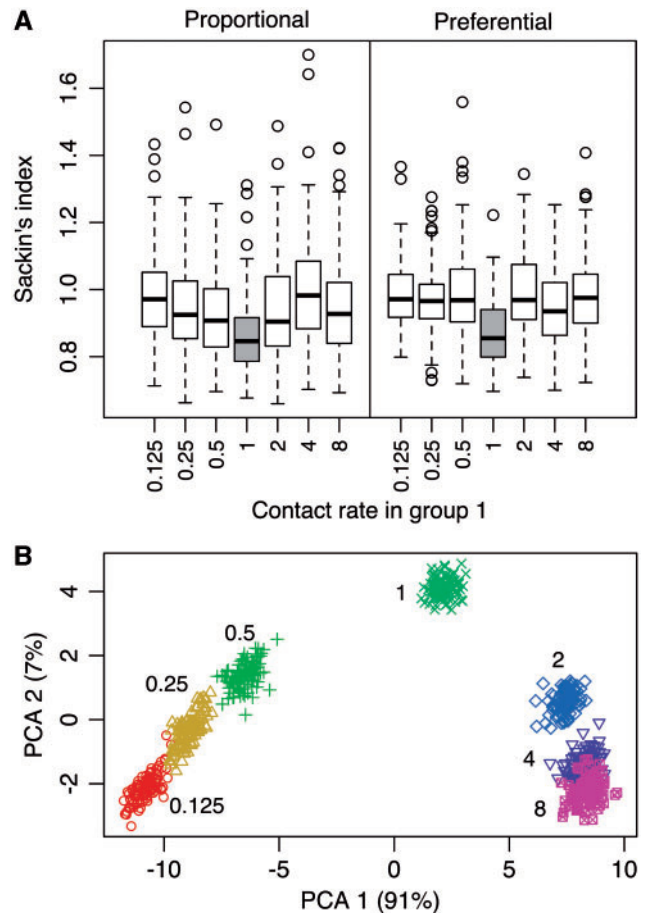 A
Proportional Preferential
Sackin's index
1.6
1.4
1.2
1.0
0.8
0.125 0.25 0.5 1 2 4 8 0.125 0.25 0.5 1 2 4 8
Contact rate in group 1
B
PCA 2 (7%)
4
2
0
-2
1
0.5
2
0.25
4
0.125
8
-10 -5 0 5 10
PCA 1 (91%)